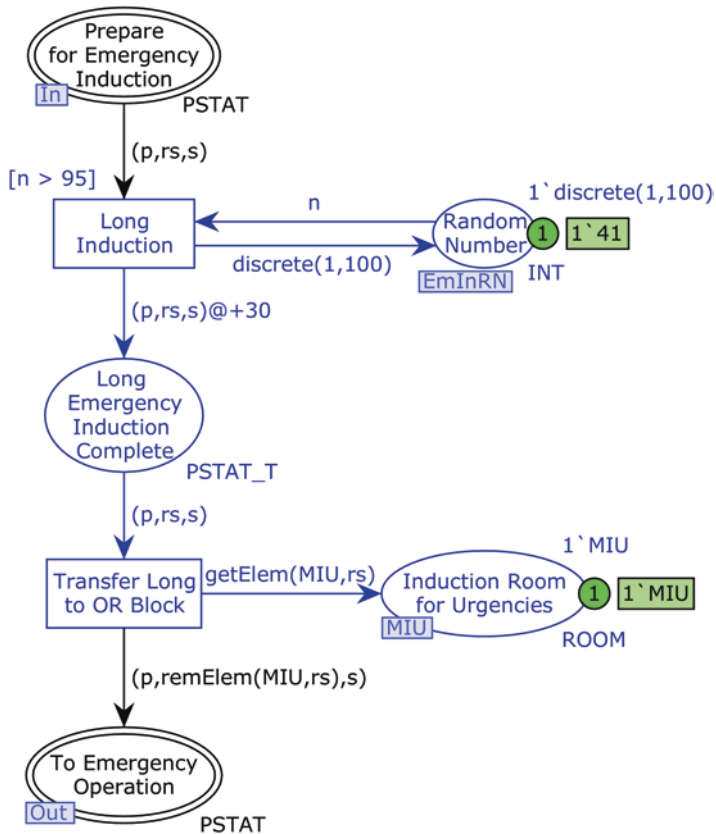 Prepare
for Emergency
Induction
In
PSTAT
(p,rs,s)
[n > 95]
Long
Induction
n
discrete(1,100)
Random
Number
1`discrete(1,100)
1
1`41
EmInRN
INT
(p,rs,s)@+30
Long
Emergency
Induction
Complete
PSTAT_T
(p,rs,s)
Transfer Long
to OR Block
getElem(MIU,rs)
1`MIU
Induction Room
for Urgencies
1
1`MIU
MIU
ROOM
(p,remElem(MIU,rs),s)
To Emergency
Operation
Out
PSTAT